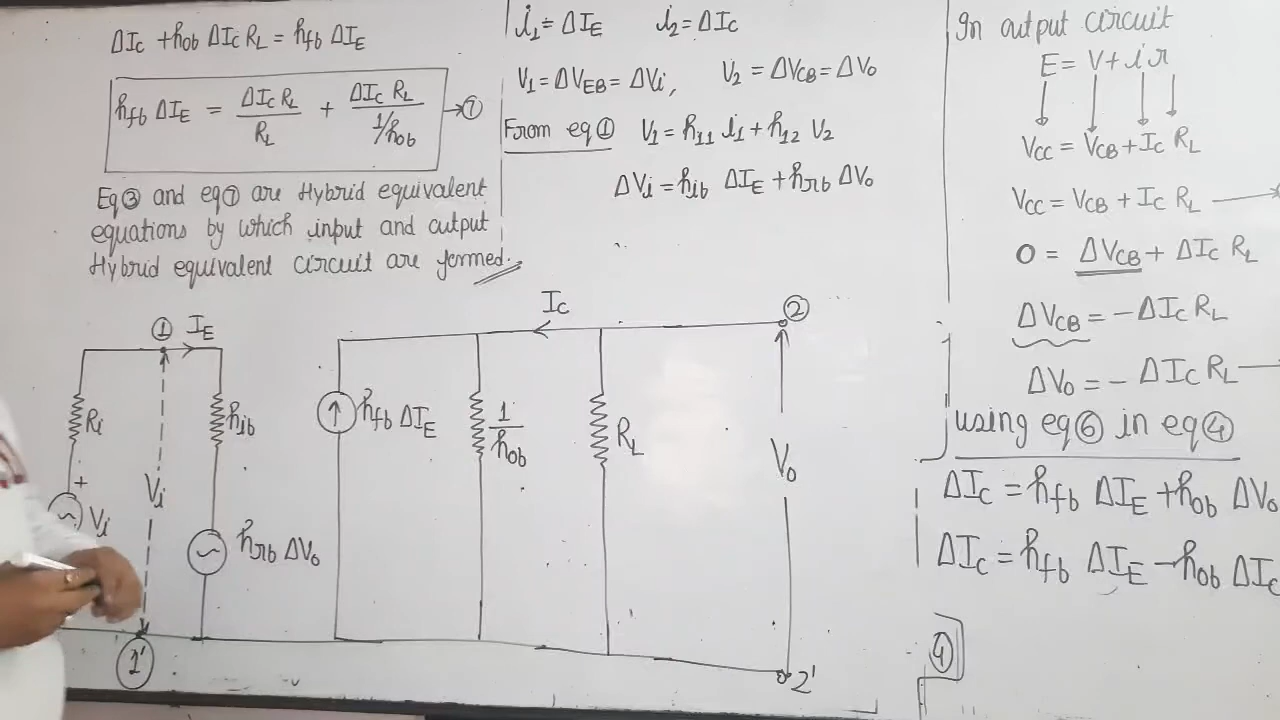 ΔIc + hob ΔIc RL = hfb ΔIE
hfb ΔIE = ΔIc RL / RL + ΔIc RL / 1/hob → ⑦
Eq③ and eq⑦ are Hybrid equivalent
equations by which input and output
Hybrid equivalent circuit are formed.
i1 = ΔIE   i2 = ΔIc
V1 = ΔVEB = ΔVi,   V2 = ΔVCB = ΔVo
From eq①   V1 = h11 i1 + h12 V2
ΔVi = hib ΔIE + hrb ΔVo
In output circuit
E = V + i r
Vcc = VCB + Ic RL
Vcc = VCB + Ic RL
0 = ΔVCB + ΔIc RL
ΔVCB = - ΔIc RL
ΔVo = - ΔIc RL
using eq⑥ in eq④
ΔIc = hfb ΔIE + hob ΔVo
ΔIc = hfb ΔIE - hob ΔIc
④
① IE
Ri
+
Vi
Vi
hib
hrb ΔVo
1'
Ic
②
hfb ΔIE
1/hob
RL
Vo
2'